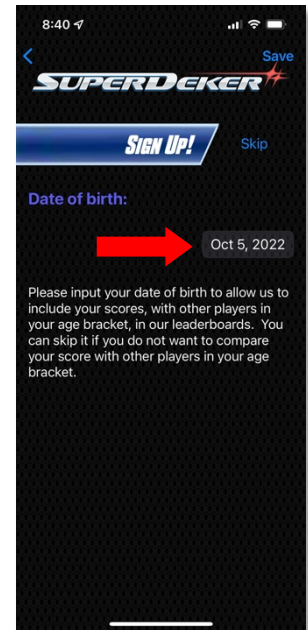 8:40
Save
SUPERDEKER
SIGN UP!
Skip
Date of birth:
Oct 5, 2022
Please input your date of birth to allow us to
include your scores, with other players in
your age bracket, in our leaderboards. You
can skip it if you do not want to compare
your score with other players in your age
bracket.